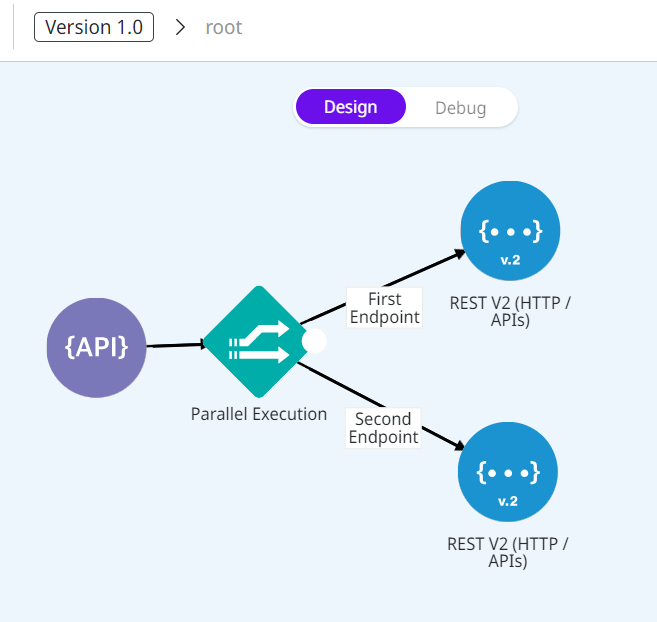 Version 1.0 > root
Design Debug
{•••}
v.2
First
Endpoint
REST V2 (HTTP /
APIs)
{API}
Parallel Execution
Second
Endpoint
{•••}
v.2
REST V2 (HTTP /
APIs)